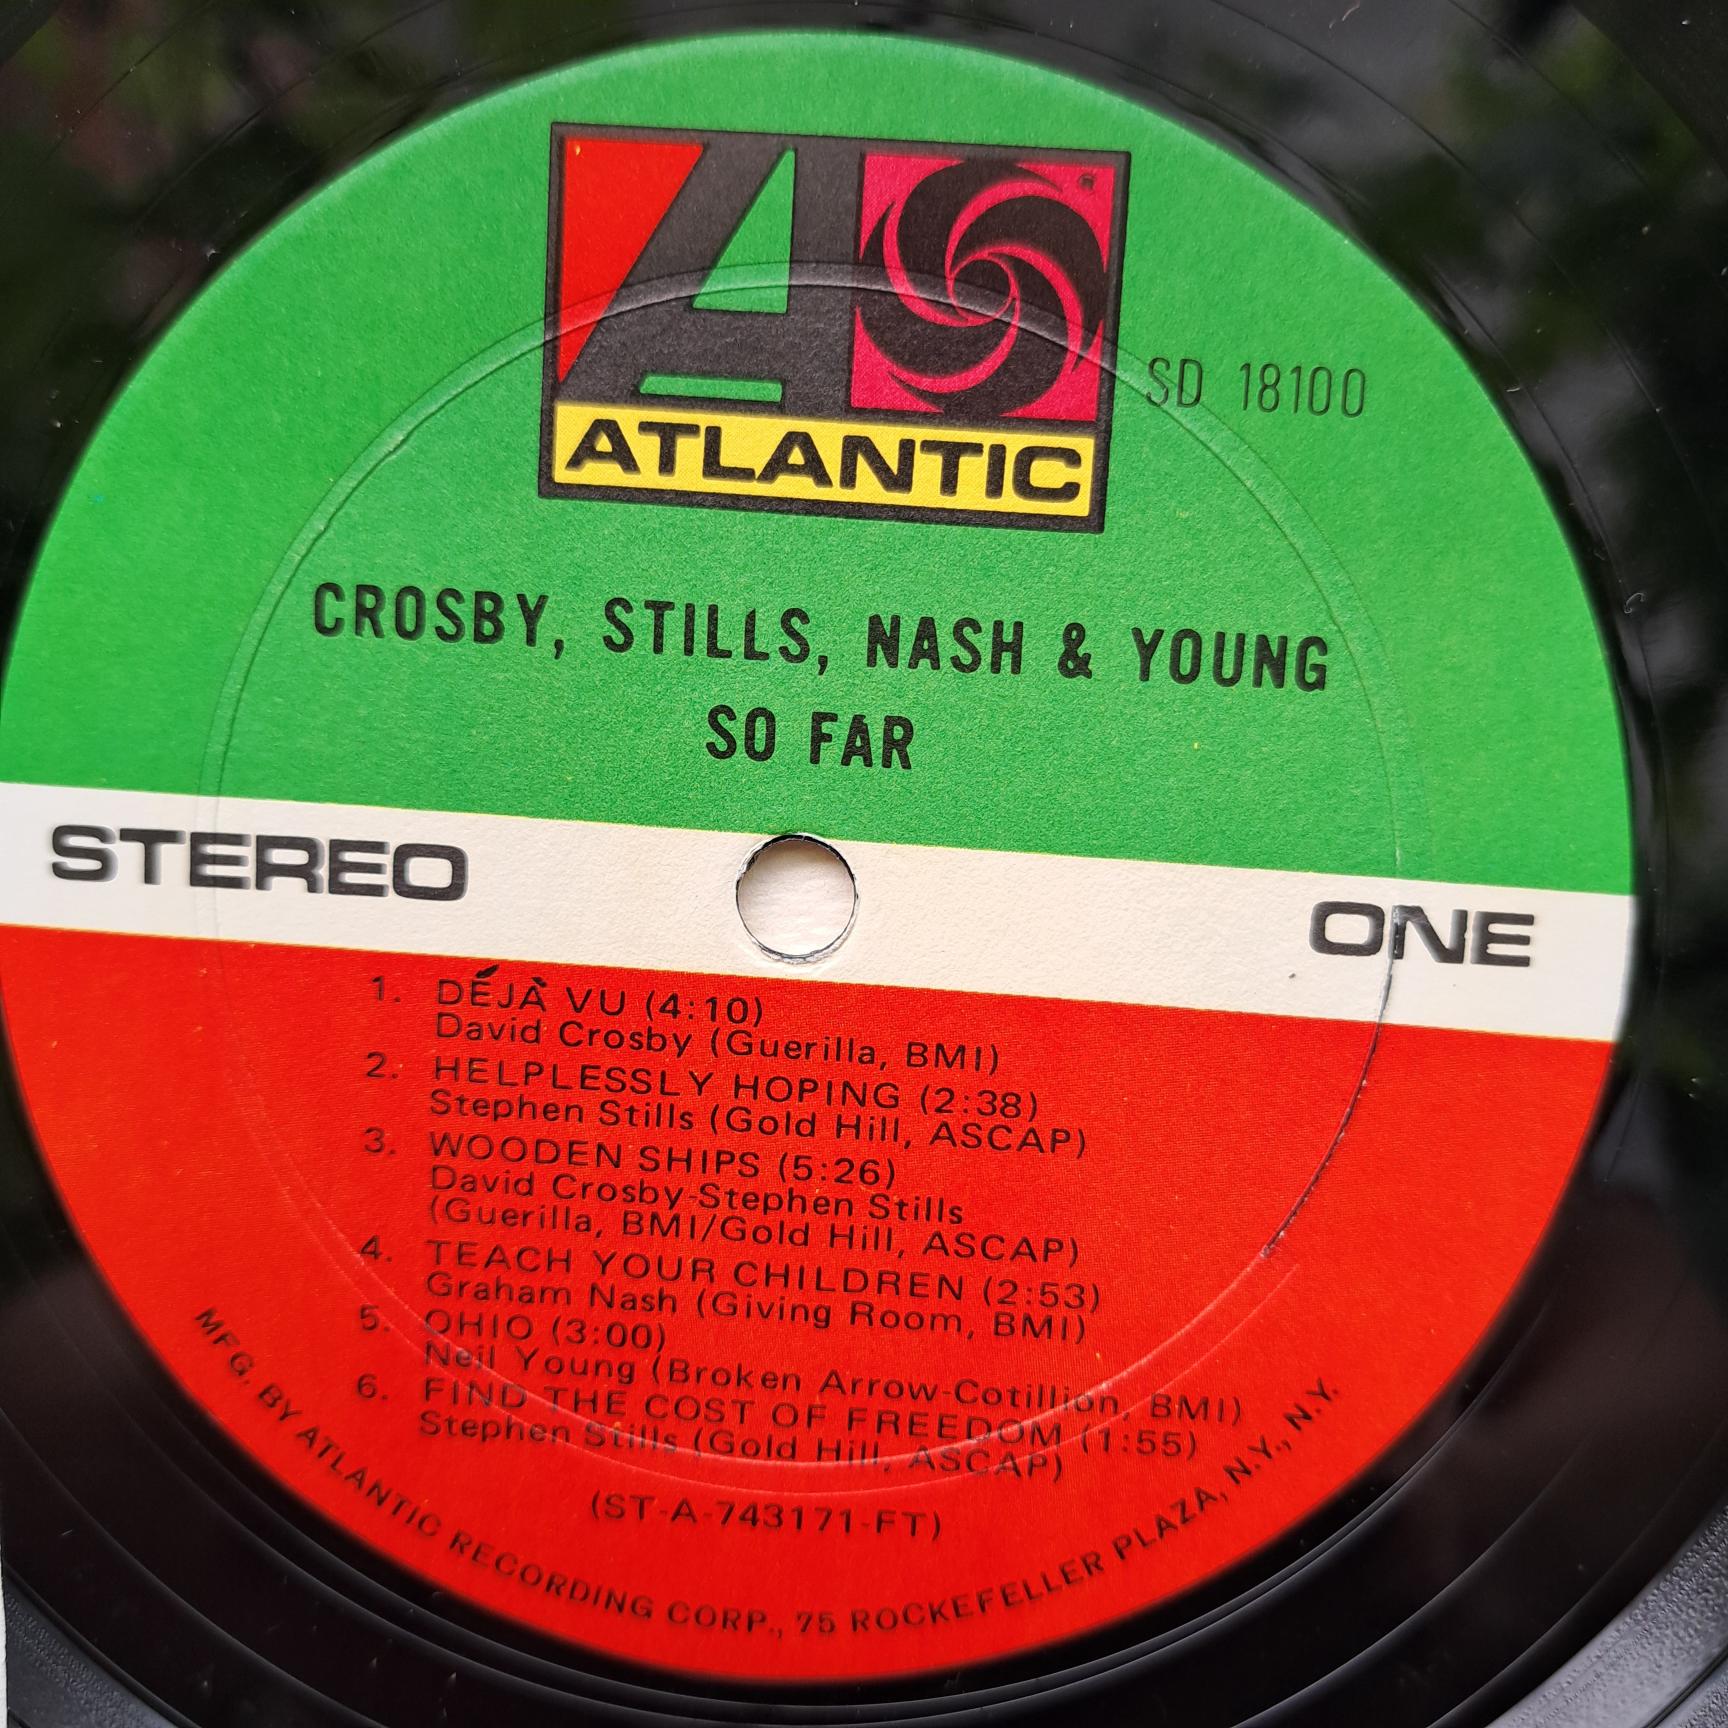 ATLANTIC
SD 18100
CROSBY, STILLS, NASH & YOUNG
SO FAR
STEREO
ONE
1. DÉJÀ VU (4:10)
David Crosby (Guerilla, BMI)
2. HELPLESSLY HOPING (2:38)
Stephen Stills (Gold Hill, ASCAP)
3. WOODEN SHIPS (5:26)
David Crosby-Stephen Stills
(Guerilla, BMI/Gold Hill, ASCAP)
4. TEACH YOUR CHILDREN (2:53)
Graham Nash (Giving Room, BMI)
5. OHIO (3:00)
Neil Young (Broken Arrow-Cotillion, BMI)
6. FIND THE COST OF FREEDOM (1:55)
Stephen Stills (Gold Hill, ASCAP)
(ST-A-743171-FT)
MFG. BY ATLANTIC RECORDING CORP., 75 ROCKEFELLER PLAZA, N.Y., N.Y.